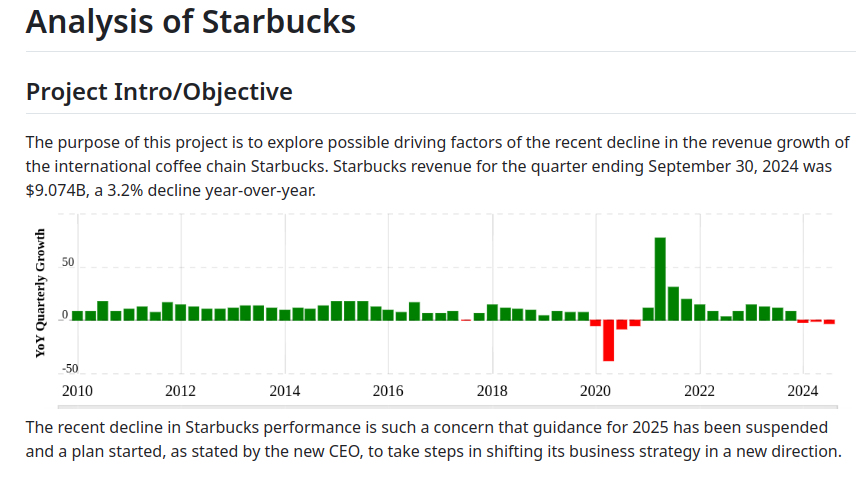 Analysis of Starbucks
Project Intro/Objective
The purpose of this project is to explore possible driving factors of the recent decline in the revenue growth of
the international coffee chain Starbucks. Starbucks revenue for the quarter ending September 30, 2024 was
$9.074B, a 3.2% decline year-over-year.
YoY Quarterly Growth
50
0
-50
2010 2012 2014 2016 2018 2020 2022 2024
The recent decline in Starbucks performance is such a concern that guidance for 2025 has been suspended
and a plan started, as stated by the new CEO, to take steps in shifting its business strategy in a new direction.